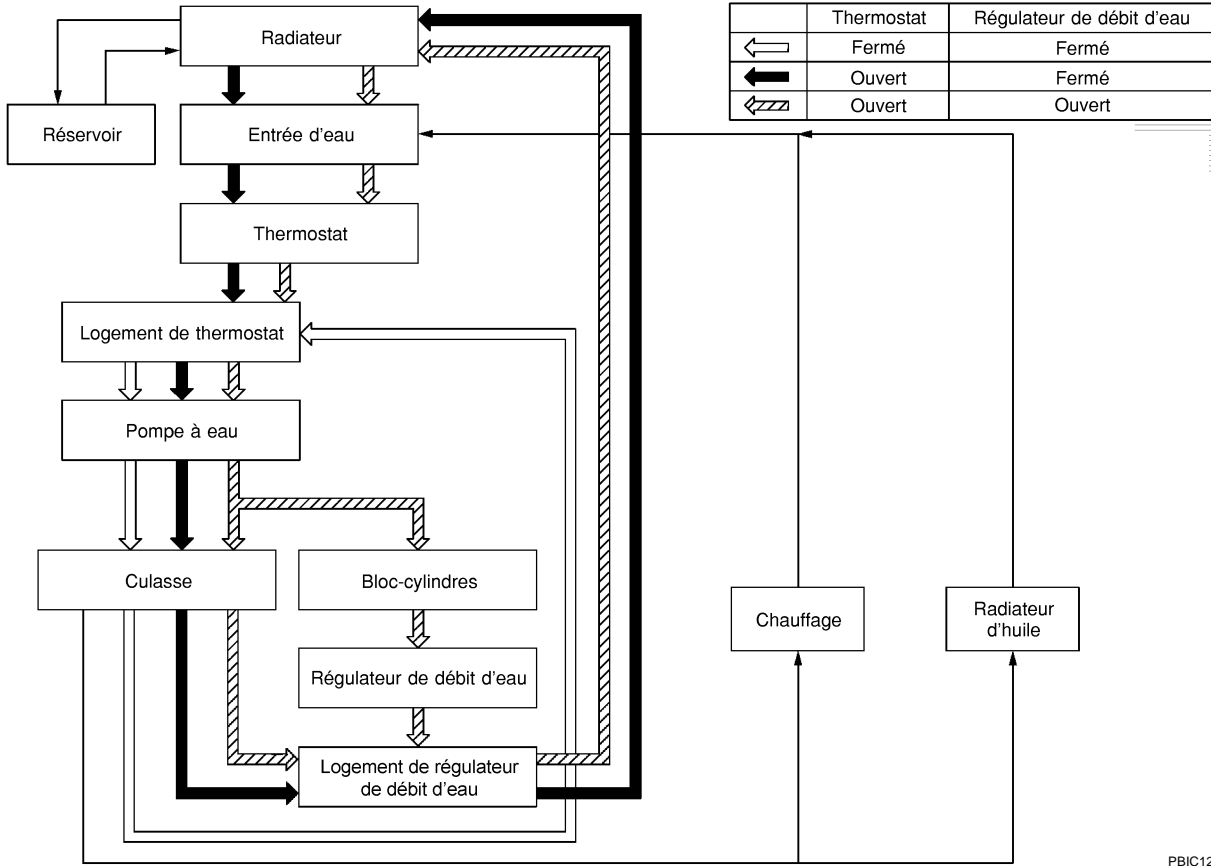 Thermostat Régulateur de débit d'eau
Fermé Fermé
Ouvert Fermé
Ouvert Ouvert
Radiateur
Réservoir
Entrée d'eau
Thermostat
Logement de thermostat
Pompe à eau
Culasse
Bloc-cylindres
Chauffage
Radiateur
d'huile
Régulateur de débit d'eau
Logement de régulateur
de débit d'eau
PBIC12